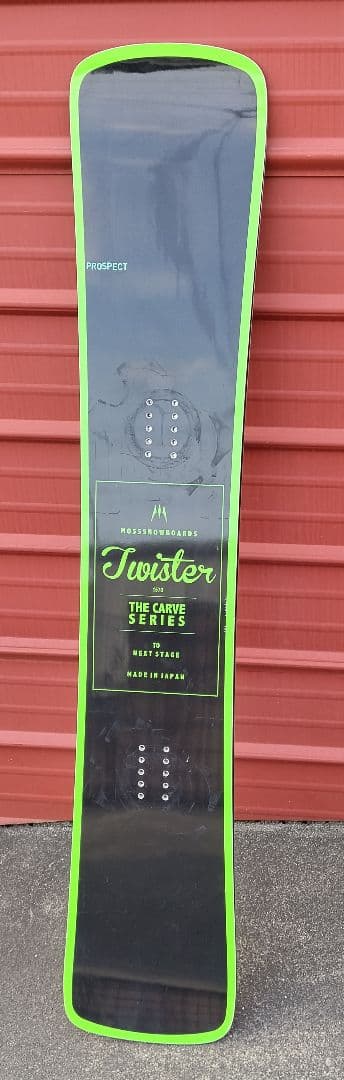 PROSPECT
MOSSSNOWBOARDS
Twister
THE CARVE
SERIES
TO
NEXT STAGE
MADE IN JAPAN